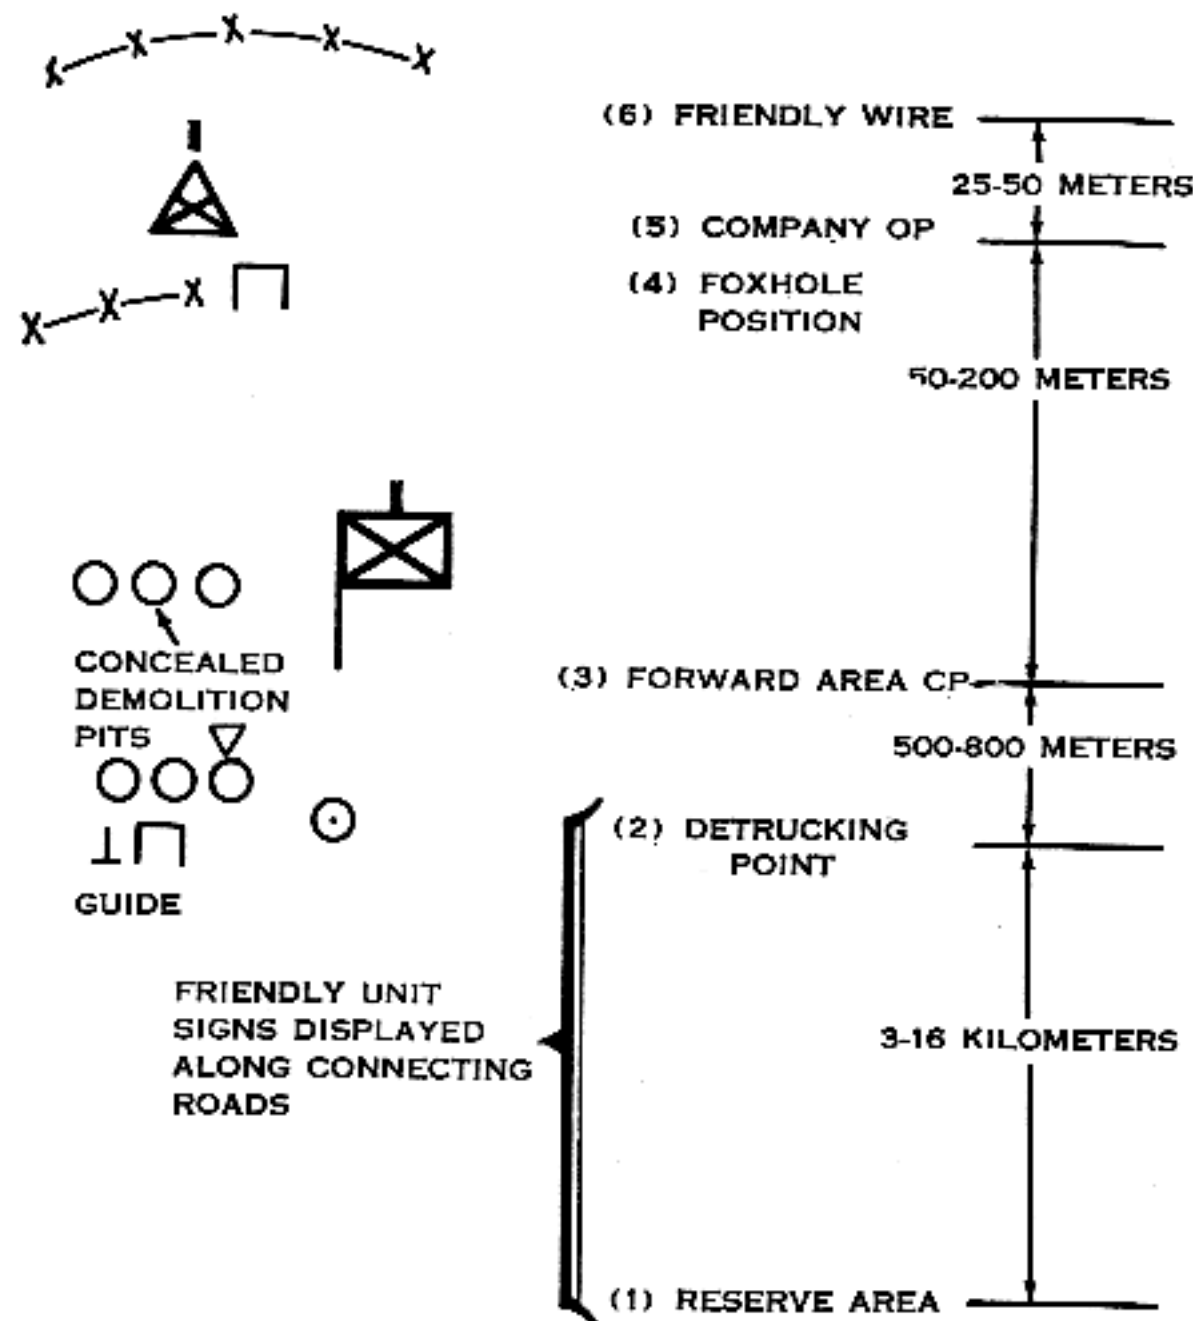 (6) FRIENDLY WIRE
25-50 METERS
(5) COMPANY OP
(4) FOXHOLE
POSITION
50-200 METERS
CONCEALED
DEMOLITION
PITS
(3) FORWARD AREA CP
500-800 METERS
(2) DETRUCKING
POINT
GUIDE
FRIENDLY UNIT
SIGNS DISPLAYED
ALONG CONNECTING
ROADS
3-16 KILOMETERS
(1) RESERVE AREA